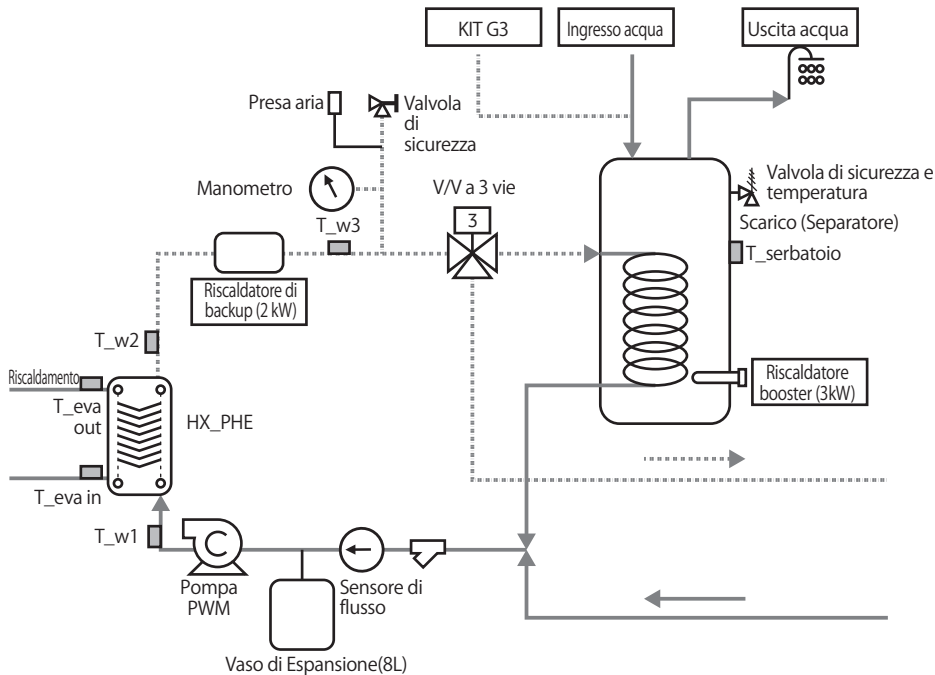 KIT G3
Ingresso acqua
Uscita acqua
Presa aria
Valvola
di
sicurezza
Manometro
T_w3
V/V a 3 vie
3
Valvola di sicurezza e
temperatura
Scarico (Separatore)
T_serbatoio
Riscaldatore di
backup (2 kW)
T_w2
Riscaldamento
T_eva
out
HX_PHE
T_eva in
T_w1
Riscaldatore
booster (3kW)
C
Pompa
PWM
Sensore di
flusso
Vaso di Espansione(8L)